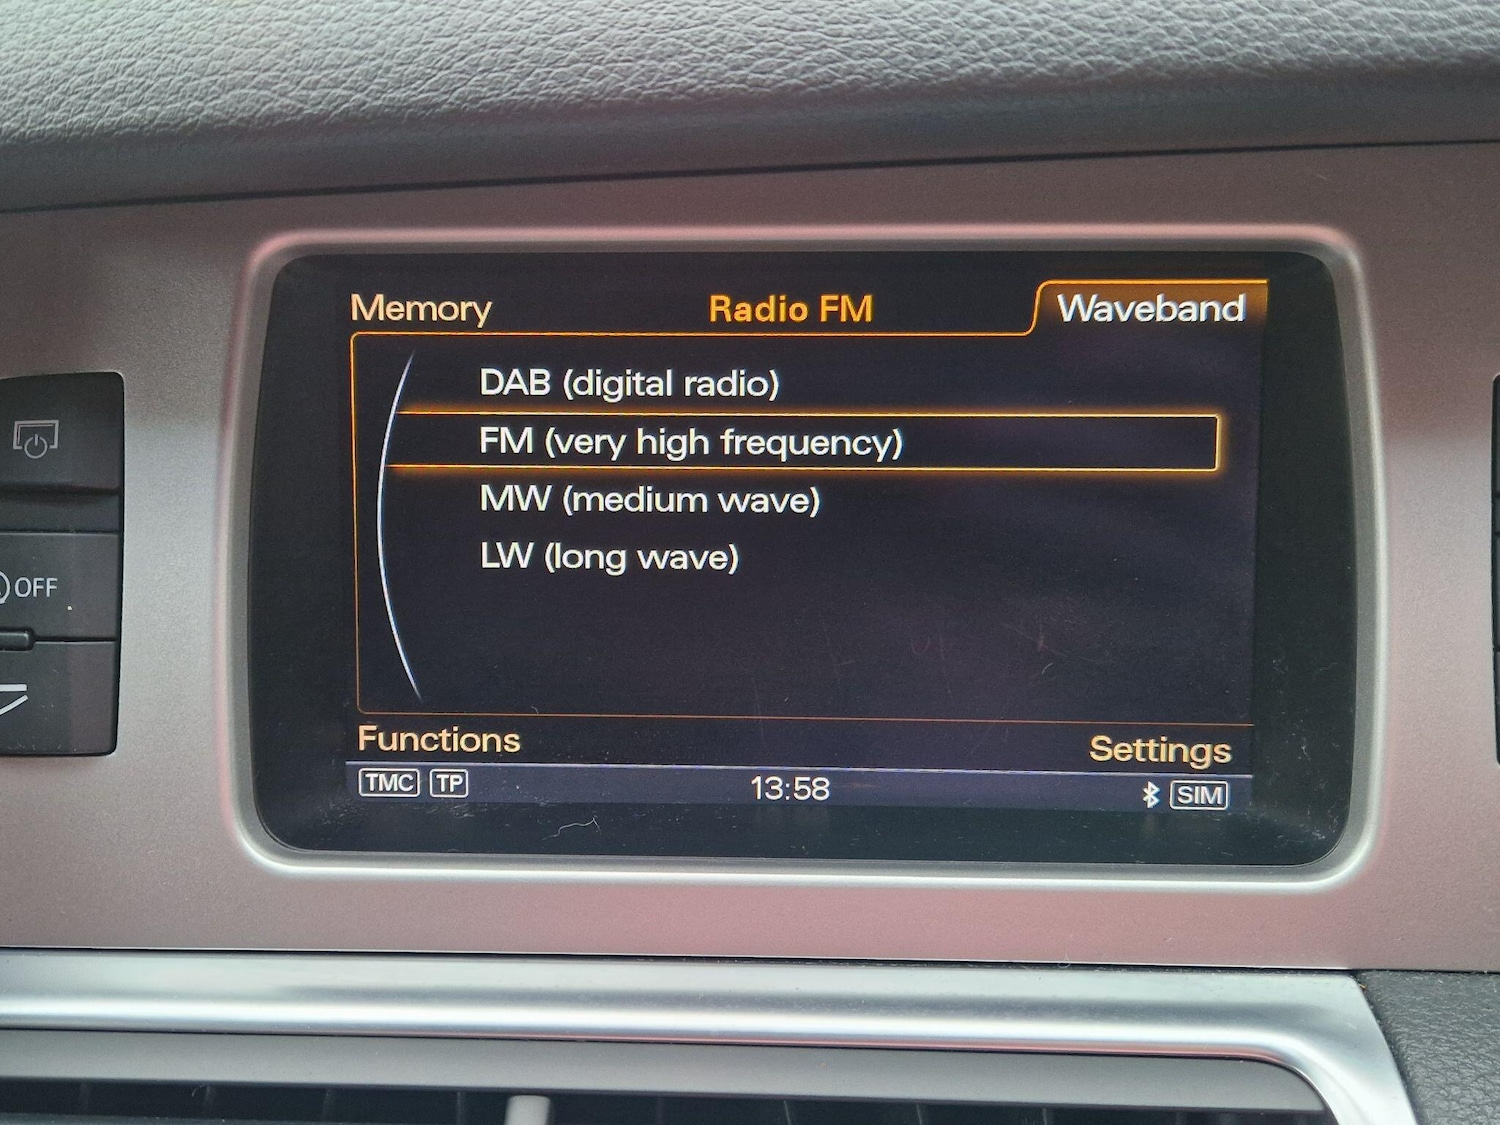 Memory Radio FM Waveband
DAB (digital radio)
FM (very high frequency)
MW (medium wave)
LW (long wave)
Functions Settings
TMC TP 13:58 SIM
OFF